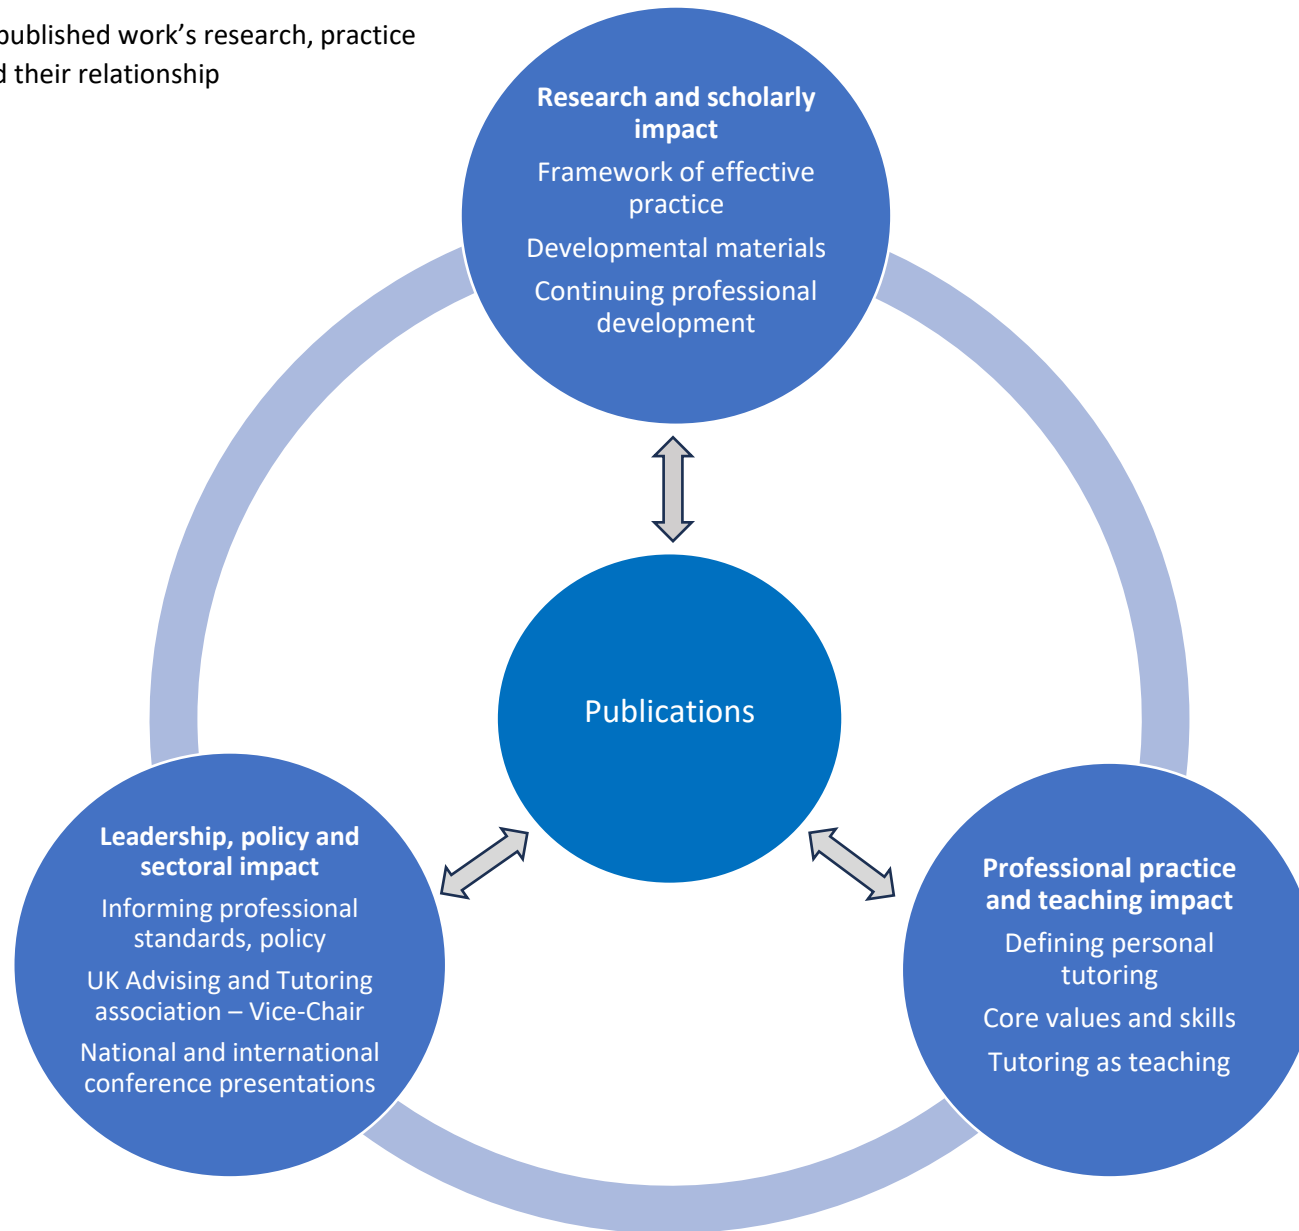 published work’s research, practice
d their relationship
Research and scholarly
impact
Framework of effective
practice
Developmental materials
Continuing professional
development
Publications
Leadership, policy and
sectoral impact
Informing professional
standards, policy
UK Advising and Tutoring
association – Vice-Chair
National and international
conference presentations
Professional practice
and teaching impact
Defining personal
tutoring
Core values and skills
Tutoring as teaching